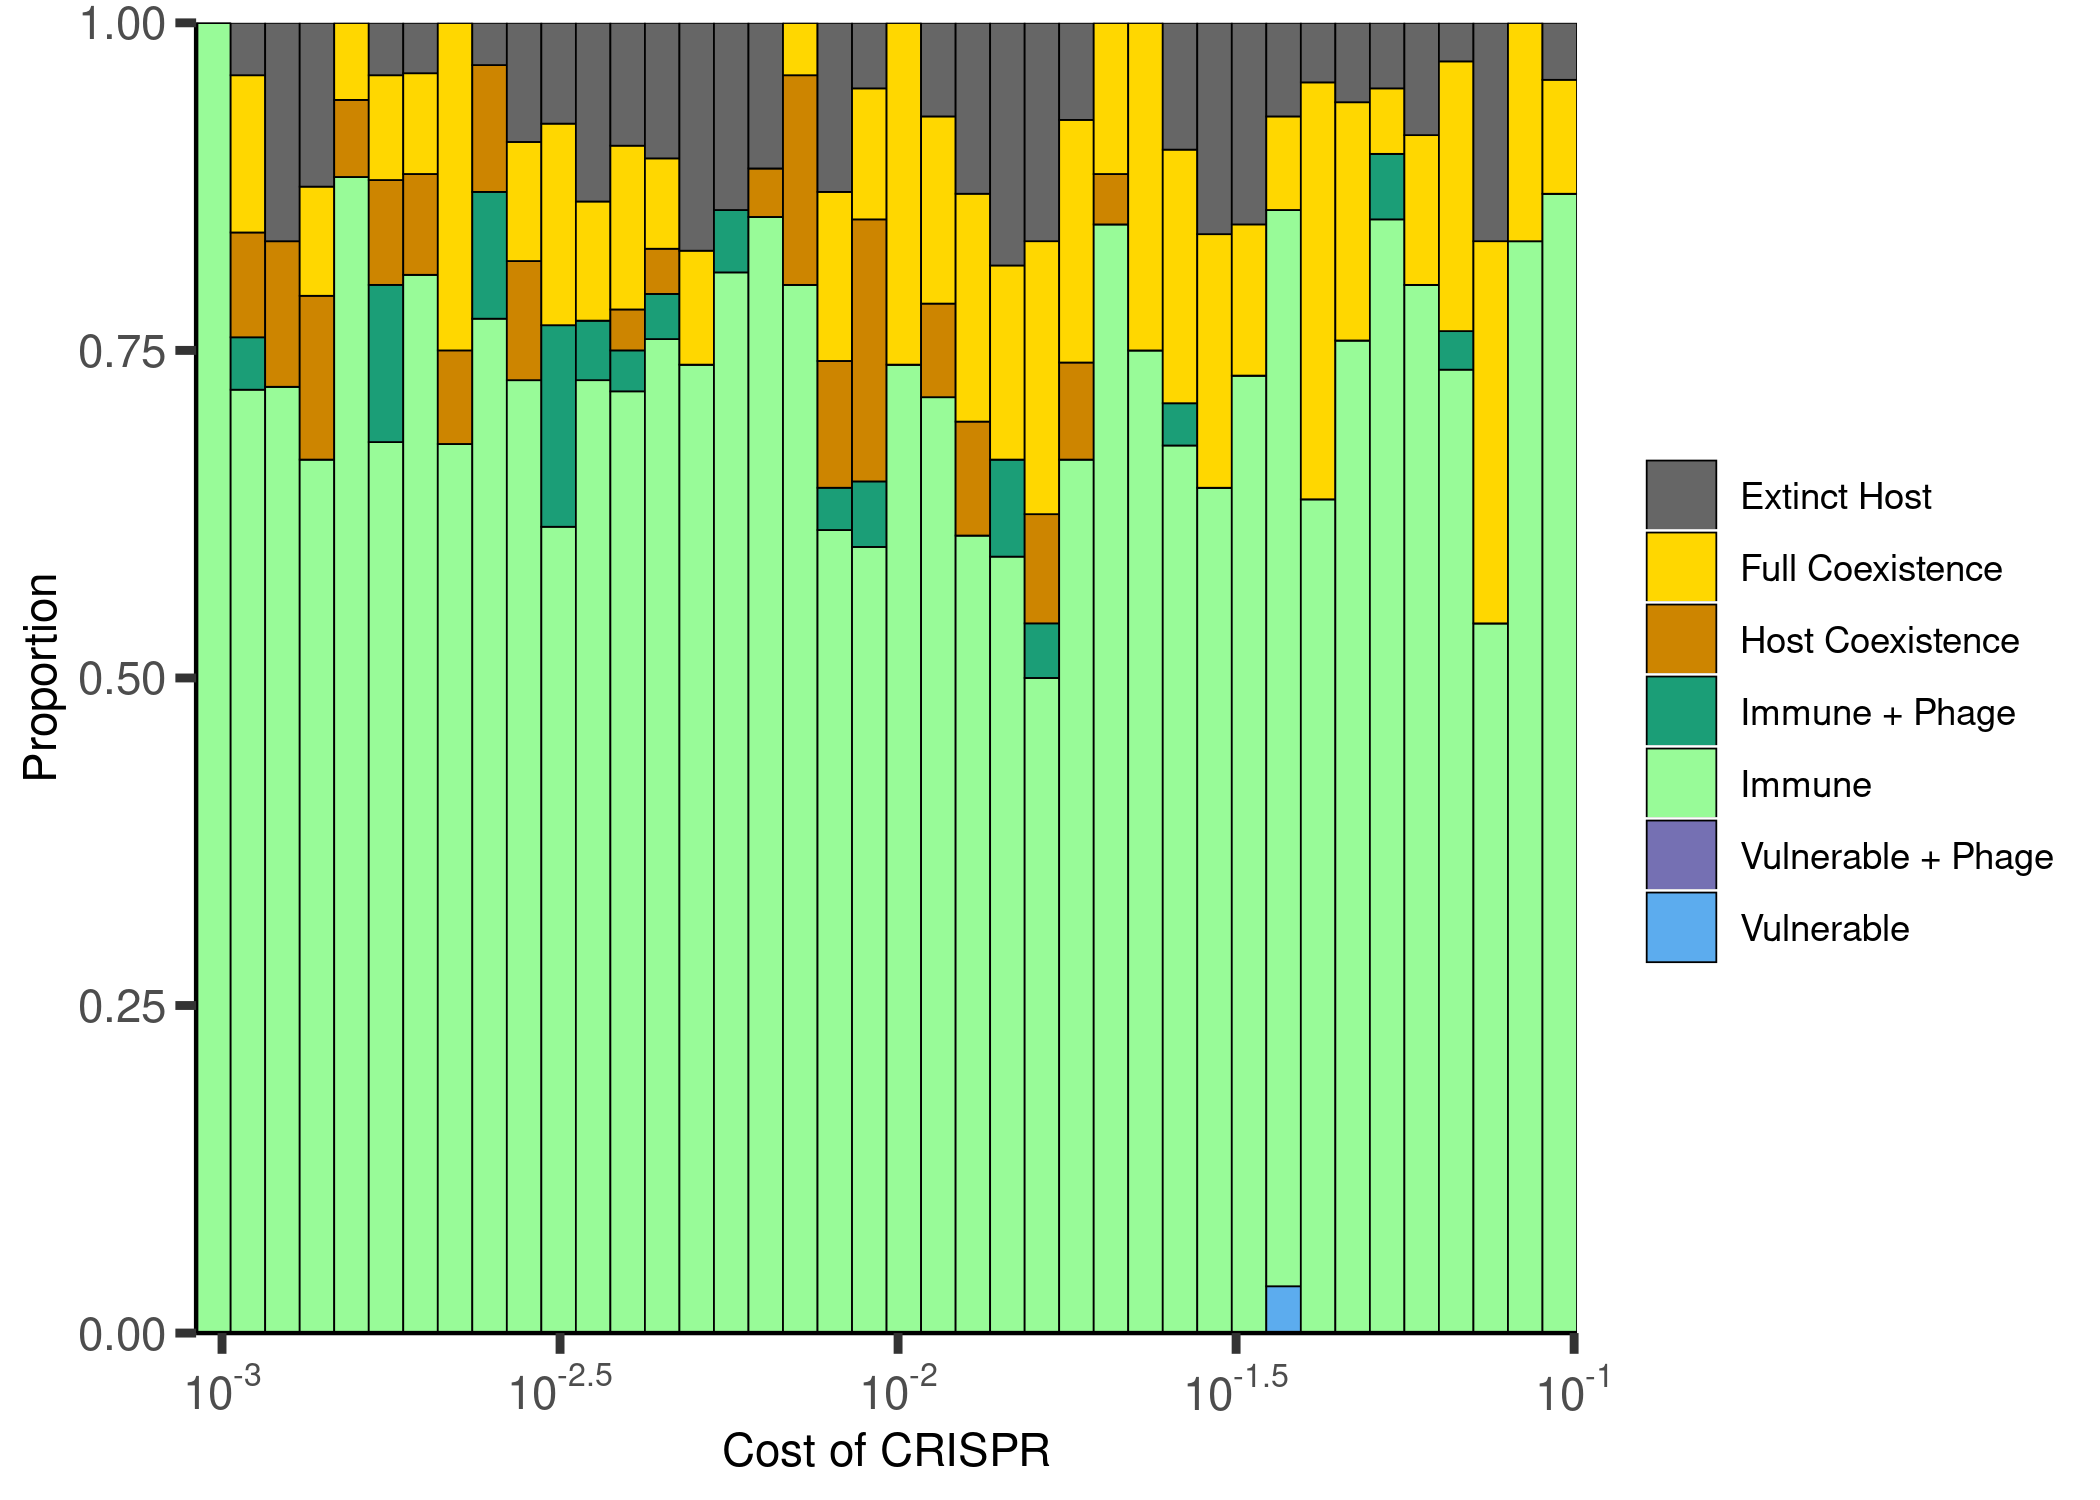 1.00
0.75
0.50
0.25
0.00
Proportion
10^-3
10^-2.5
10^-2
10^-1.5
10^-1
Cost of CRISPR
Extinct Host
Full Coexistence
Host Coexistence
Immune + Phage
Immune
Vulnerable + Phage
Vulnerable